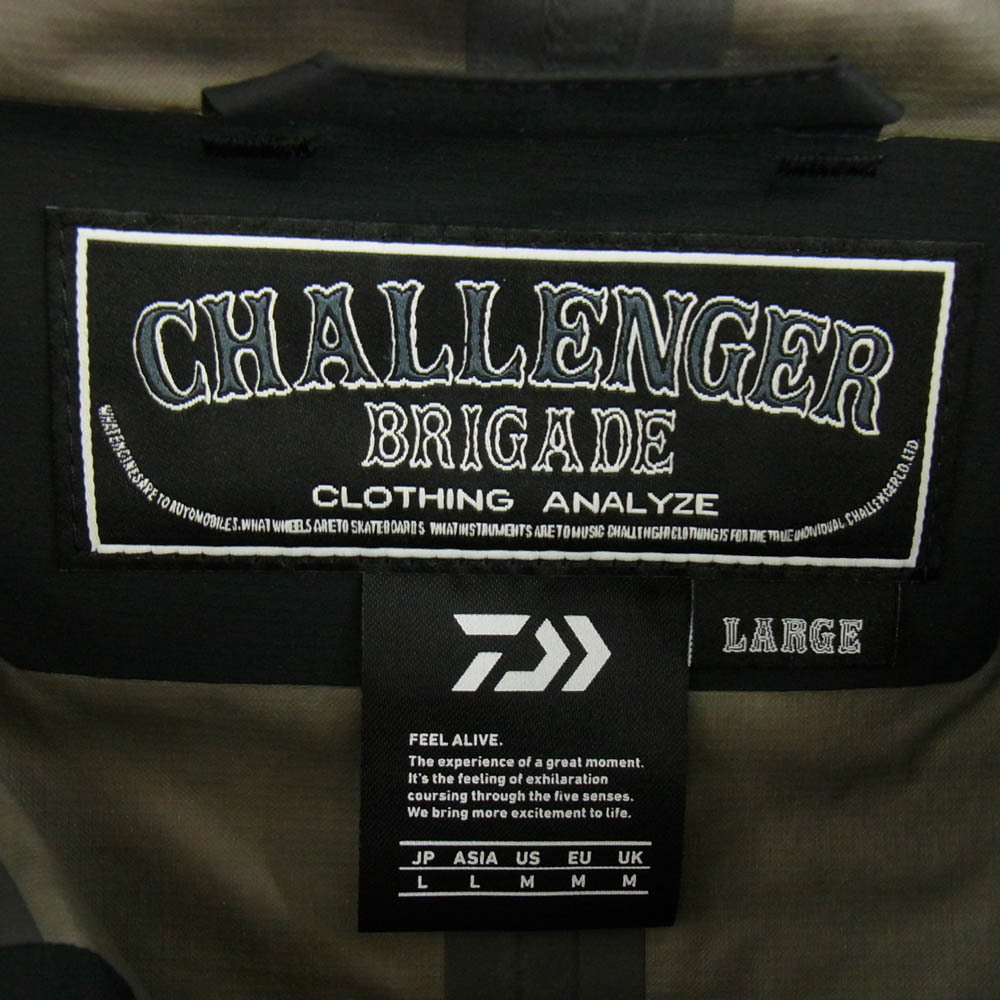 CHALLENGER
BRIGADE
CLOTHING ANALYZE
WHAT ENGINES ARE TO AUTOMOBILES. WHAT WHEELS ARE TO SKATEBOARDS WHAT INSTRUMENTS ARE TO MUSIC CHALLENGER CLOTHING IS FOR THE TRUE INDIVIDUAL. CHALLENGER CO.LTD
LARGE
FEEL ALIVE.
The experience of a great moment.
It's the feeling of exhilaration
coursing through the five senses.
We bring more excitement to life.
JP ASIA US EU UK
L L M M M